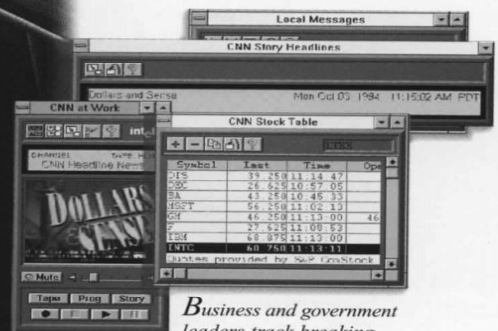 Local Messages
CNN Story Headlines
Dollars and Sense Mon Oct 03 1994 11:15:02 AM PDT
CNN at Work
CHANNEL
CNN Headline News
DOLLARS
SENSE
Mute
Tape Prog Story
CNN Stock Table
Symbol Last Time Ope
DIS 39.250 11:14:47
DEC 26.625 10:57:05
BA 43.250 10:45:33
MSFT 56.250 11:02:13
GM 46.250 11:13:00 46
F 27.625 11:08:53
IBM 68.875 11:13:00
INTC 60.750 11:13:11
Quotes provided by S&P ComStock
Business and government
leaders track breaking